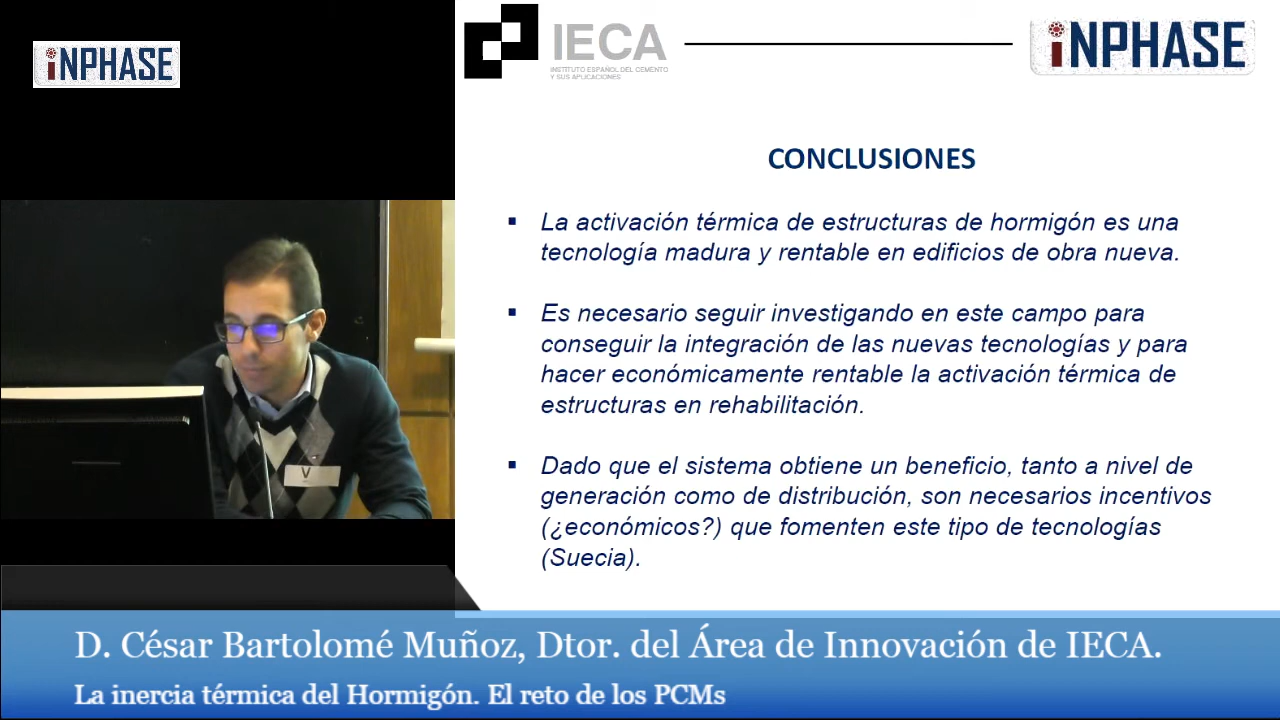 iNPHASE
IECA
INSTITUTO ESPAÑOL DEL CEMENTO
Y SUS APLICACIONES
iNPHASE
CONCLUSIONES
▪ La activación térmica de estructuras de hormigón es una
tecnología madura y rentable en edificios de obra nueva.
▪ Es necesario seguir investigando en este campo para
conseguir la integración de las nuevas tecnologías y para
hacer económicamente rentable la activación térmica de
estructuras en rehabilitación.
▪ Dado que el sistema obtiene un beneficio, tanto a nivel de
generación como de distribución, son necesarios incentivos
(¿económicos?) que fomenten este tipo de tecnologías
(Suecia).
V
D. César Bartolomé Muñoz, Dtor. del Área de Innovación de IECA.
La inercia térmica del Hormigón. El reto de los PCMs